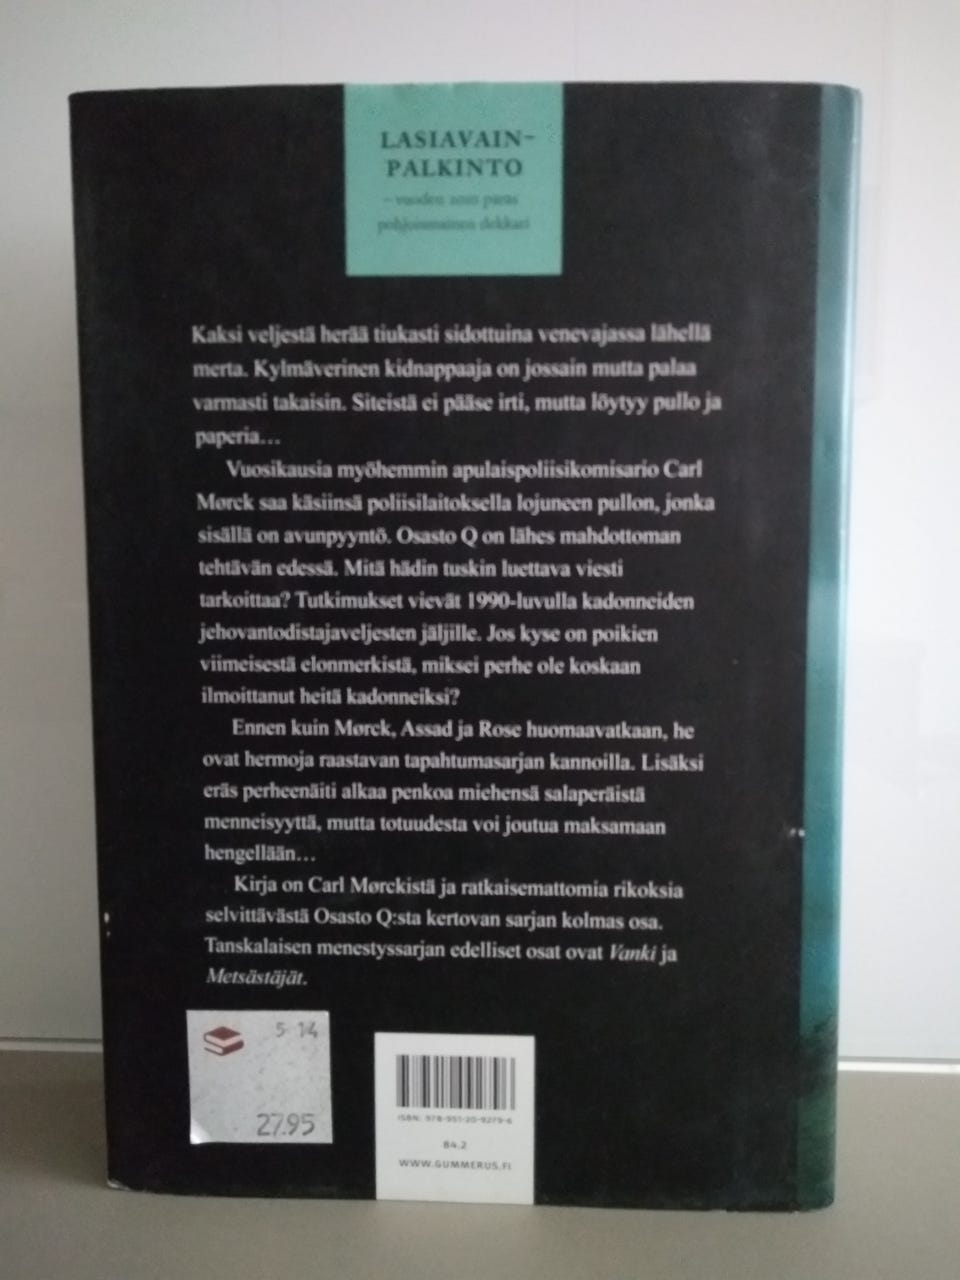 LASIAVAIN-
PALKINTO
– vuoden 2010 paras
pohjoismainen dekkari
Kaksi veljestä herää tiukasti sidottuina venevajassa lähellä
merta. Kylmäverinen kidnappaaja on jossain mutta palaa
varmasti takaisin. Siteistä ei pääse irti, mutta löytyy pullo ja
paperia…
Vuosikausia myöhemmin apulaispoliisikomisario Carl
Mørck saa käsiinsä poliisilaitoksella lojuneen pullon, jonka
sisällä on avunpyyntö. Osasto Q on lähes mahdottoman
tehtävän edessä. Mitä hädin tuskin luettava viesti
tarkoittaa? Tutkimukset vievät 1990-luvulla kadonneiden
jehovantodistajaveljesten jäljille. Jos kyse on poikien
viimeisestä elonmerkistä, miksei perhe ole koskaan
ilmoittanut heitä kadonneiksi?
Ennen kuin Mørck, Assad ja Rose huomaavatkaan, he
ovat hermoja raastavan tapahtumasarjan kannoilla. Lisäksi
eräs perheenäiti alkaa penkoa miehensä salaperäistä
menneisyyttä, mutta totuudesta voi joutua maksamaan
hengellään…
Kirja on Carl Mørckistä ja ratkaisemattomia rikoksia
selvittävästä Osasto Q:sta kertovan sarjan kolmas osa.
Tanskalaisen menestyssarjan edelliset osat ovat Vanki ja
Metsästäjät.
5 14
27.95
ISBN: 978-951-20-9279-6
84.2
WWW.GUMMERUS.FI